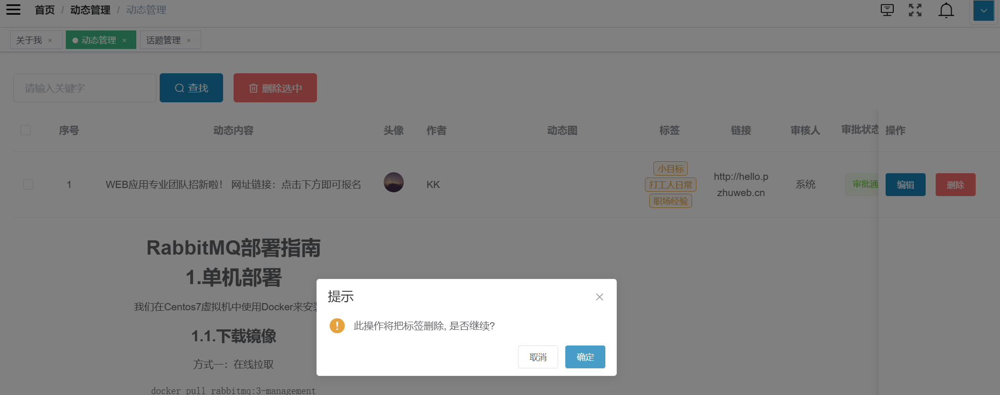 首页 / 动态管理 / 动态管理
关于我 × 动态管理 × 话题管理 ×
请输入关键字 查找 删除选中
序号 动态内容 头像 作者 动态图 标签 链接 审核人 审批状态 操作
1 WEB应用专业团队招新啦！ 网址链接：点击下方即可报名 KK
小目标
打工人日常
职场经验
http://hello.p
zhuweb.cn
系统 审批通 编辑 删除
RabbitMQ部署指南
1.单机部署
我们在Centos7虚拟机中使用Docker来安
1.1.下载镜像
方式一：在线拉取
docker pull rabbitmq:3-management
提示
此操作将把标签删除, 是否继续?
取消 确定